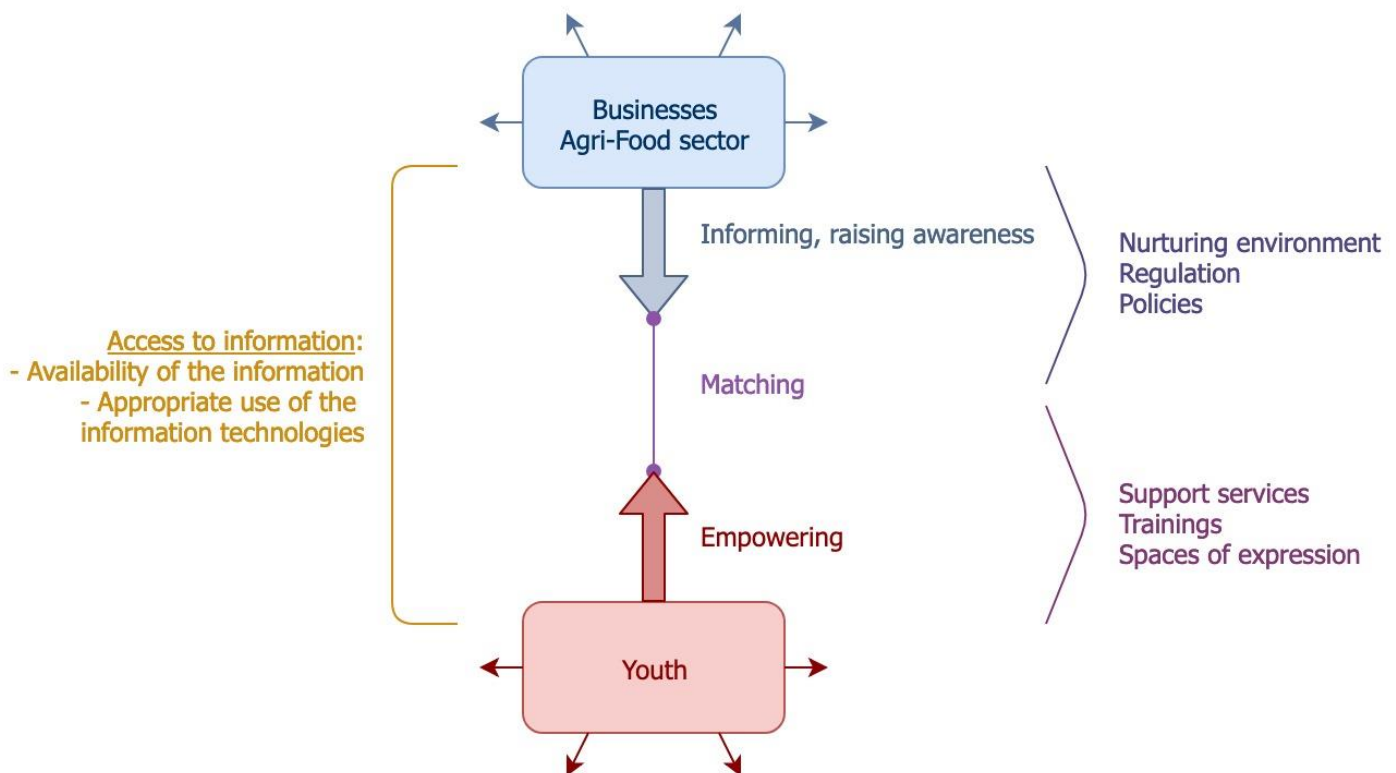 Businesses
Agri-Food sector
Informing, raising awareness
Nurturing environment
Regulation
Policies
Access to information:
- Availability of the information
- Appropriate use of the
information technologies
Matching
Support services
Trainings
Spaces of expression
Empowering
Youth